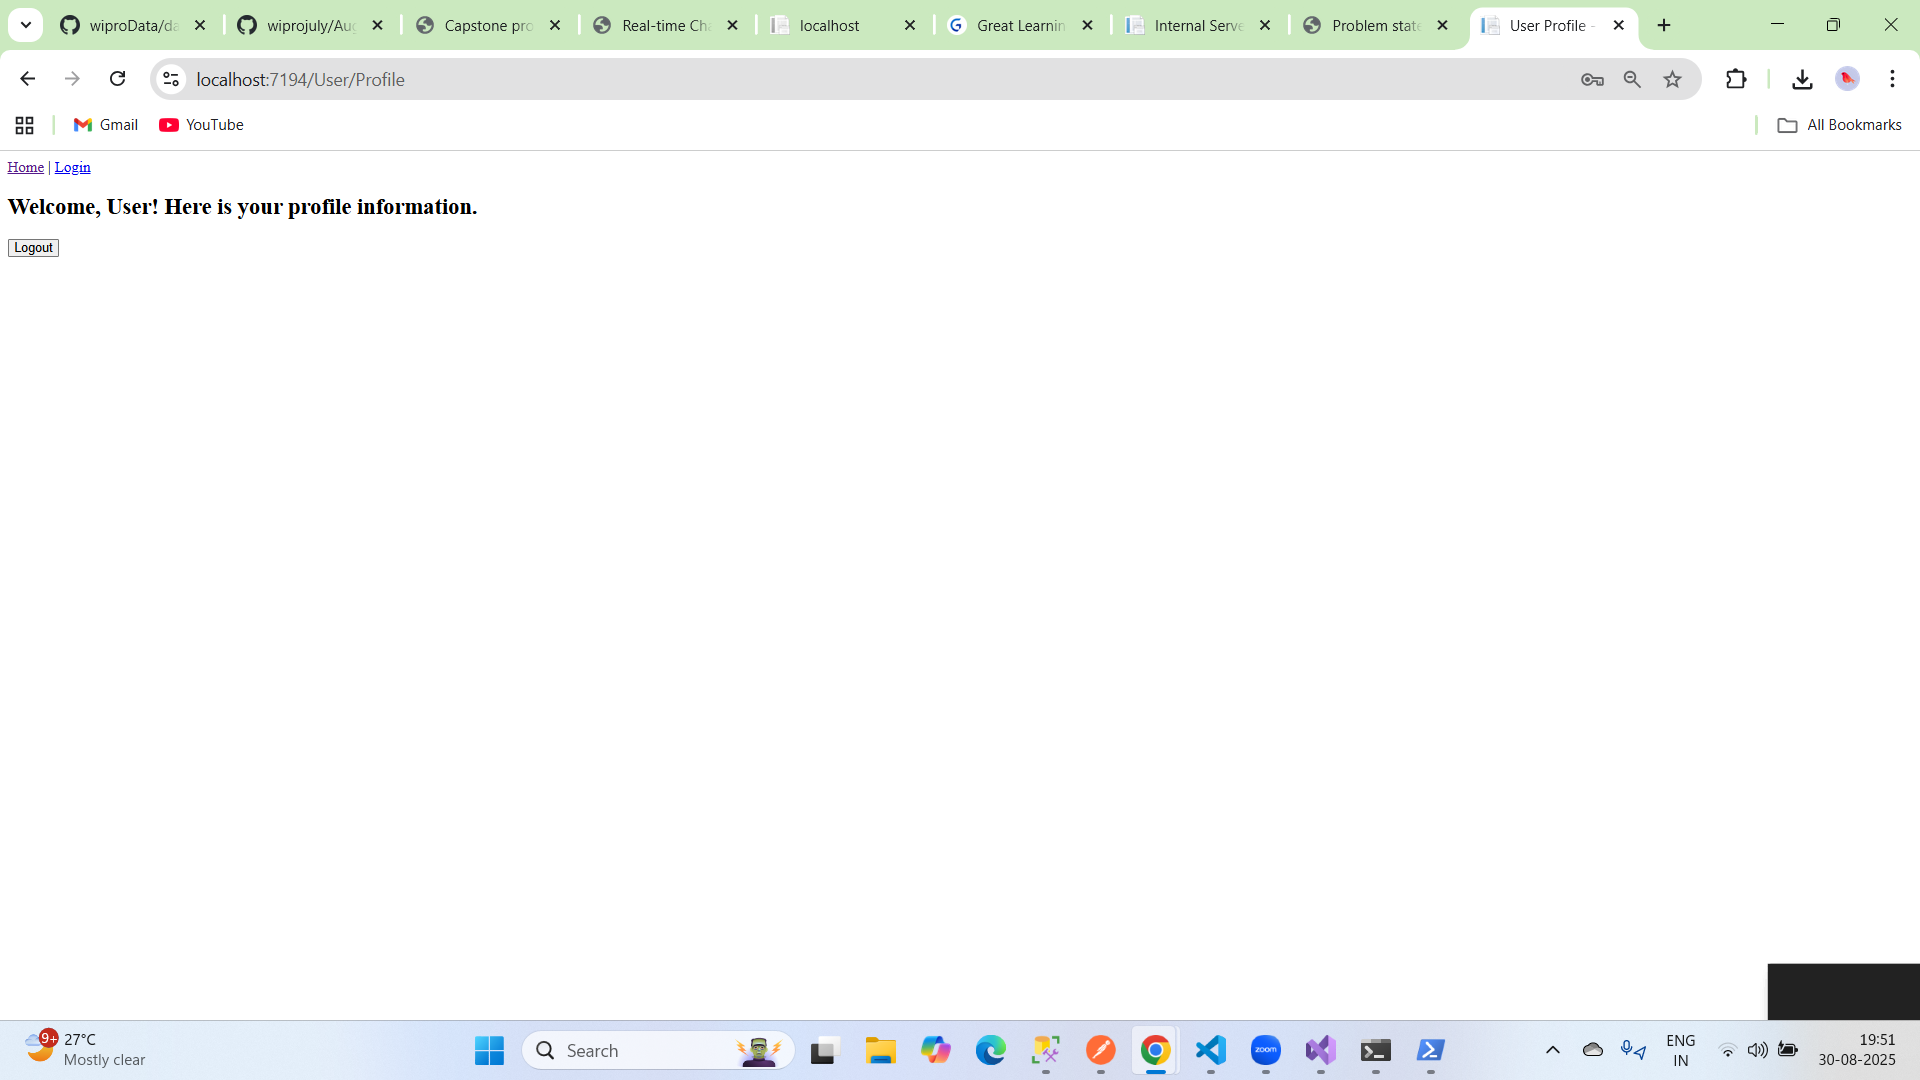 wiproData/da
wiprojuly/Aug
Capstone pro
Real-time Cha
localhost
Great Learnin
Internal Serve
Problem state
User Profile -
localhost:7194/User/Profile
Gmail
YouTube
All Bookmarks
Home | Login
Welcome, User! Here is your profile information.
Logout
9+
27°C
Mostly clear
Search
zoom
ENG
IN
19:51
30-08-2025